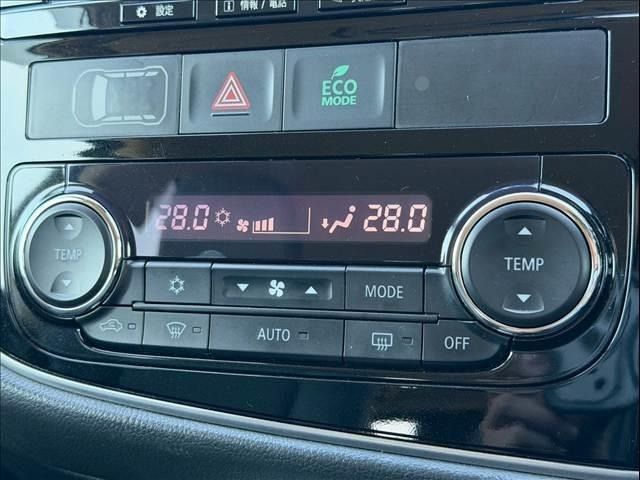 設定
情報 / 電話
ECO
MODE
28.0
28.0
TEMP
TEMP
MODE
AUTO
OFF